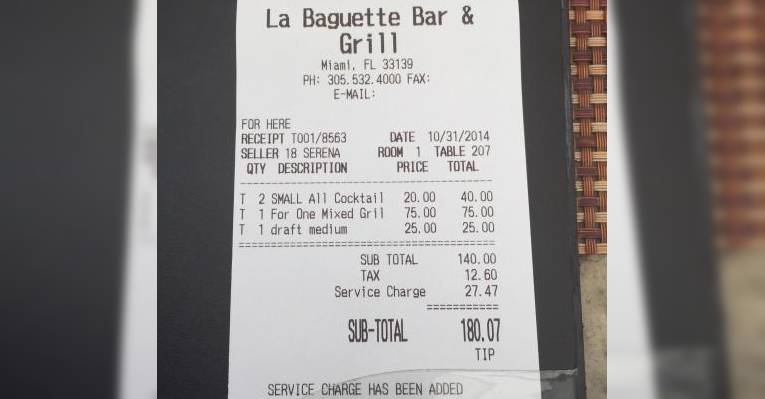 La Baguette Bar &
Grill
Miami, FL 33139
PH: 305.532.4000 FAX:
E-MAIL:
FOR HERE
RECEIPT T001/8563 DATE 10/31/2014
SELLER 18 SERENA ROOM 1 TABLE 207
QTY DESCRIPTION PRICE TOTAL
T 2 SMALL All Cocktail 20.00 40.00
T 1 For One Mixed Gril 75.00 75.00
T 1 draft medium 25.00 25.00
SUB TOTAL 140.00
TAX 12.60
Service Charge 27.47
SUB-TOTAL 180.07
TIP
SERVICE CHARGE HAS BEEN ADDED